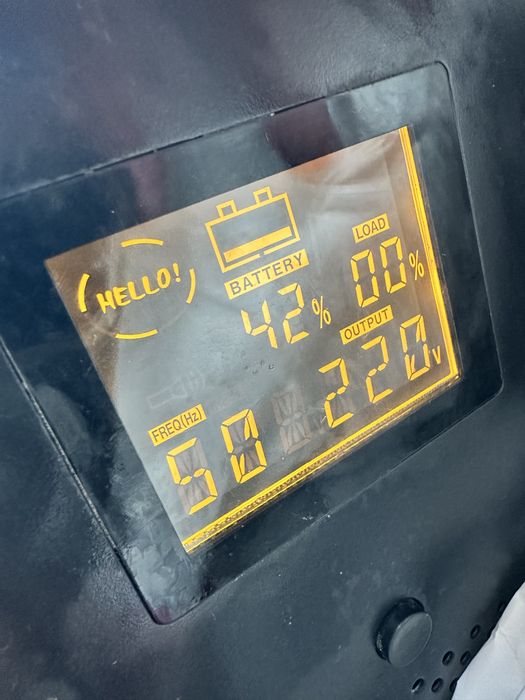 HELLO!
BATTERY
42%
LOAD
00%
FREQ(Hz)
50
OUTPUT
220V